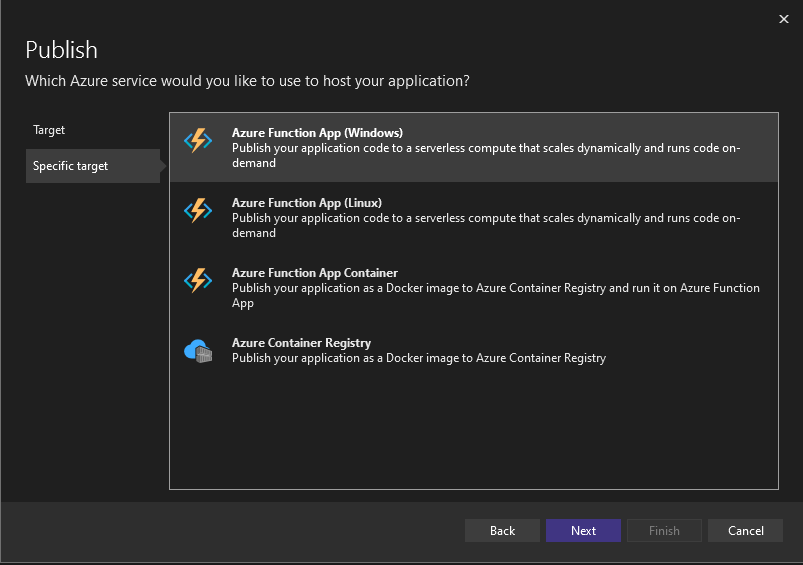 Publish
Which Azure service would you like to use to host your application?
Target
Specific target
Azure Function App (Windows)
Publish your application code to a serverless compute that scales dynamically and runs code on-
demand
Azure Function App (Linux)
Publish your application code to a serverless compute that scales dynamically and runs code on-
demand
Azure Function App Container
Publish your application as a Docker image to Azure Container Registry and run it on Azure Function
App
Azure Container Registry
Publish your application as a Docker image to Azure Container Registry
Back
Next
Finish
Cancel